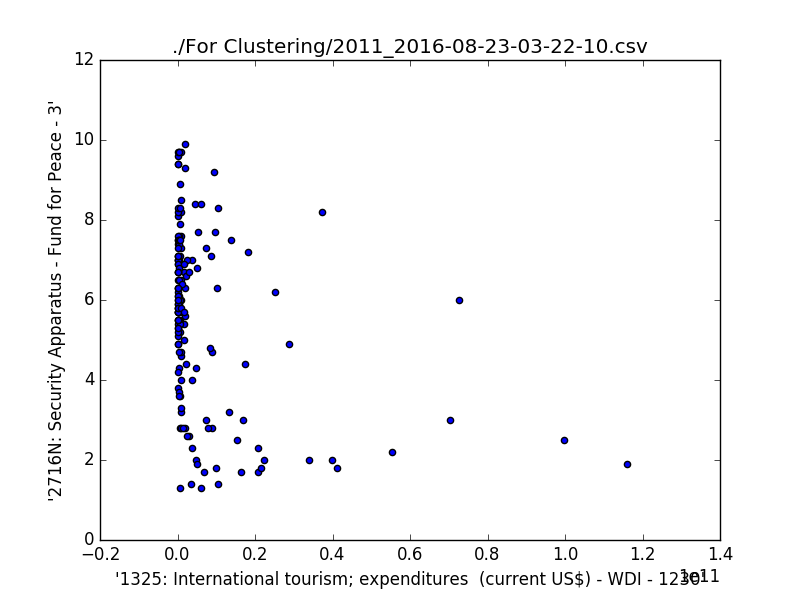 ./For Clustering/2011_2016-08-23-03-22-10.csv
12
10
8
6
4
2
0
'2716N: Security Apparatus - Fund for Peace - 3'
−0.2 0.0 0.2 0.4 0.6 0.8 1.0 1.2 1.4
1e11
'1325: International tourism; expenditures  (current US$) - WDI - 1230'